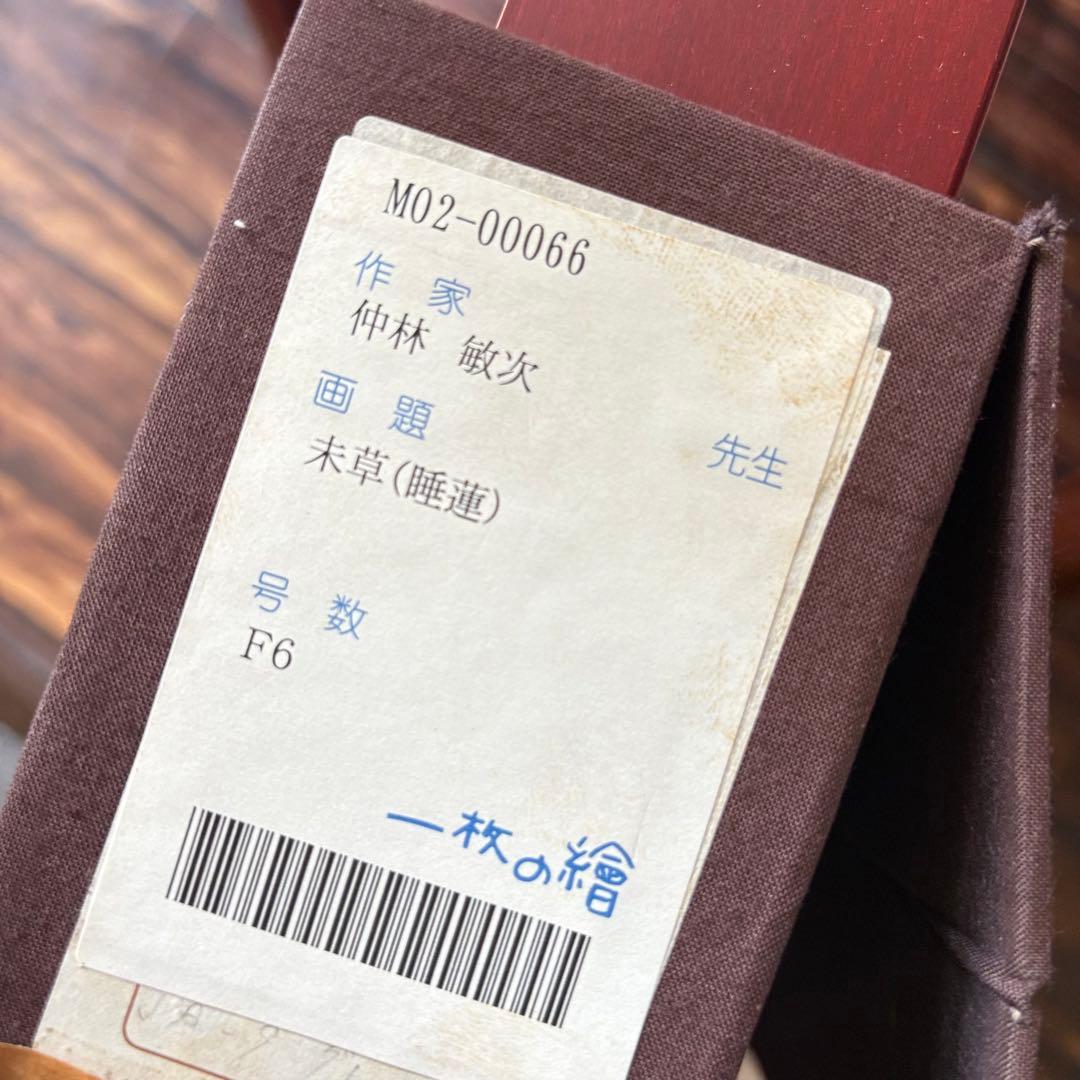 M02-00066
作家
仲林 敏次
先生
画題
未草(睡蓮)
号数
F6
一枚の繪